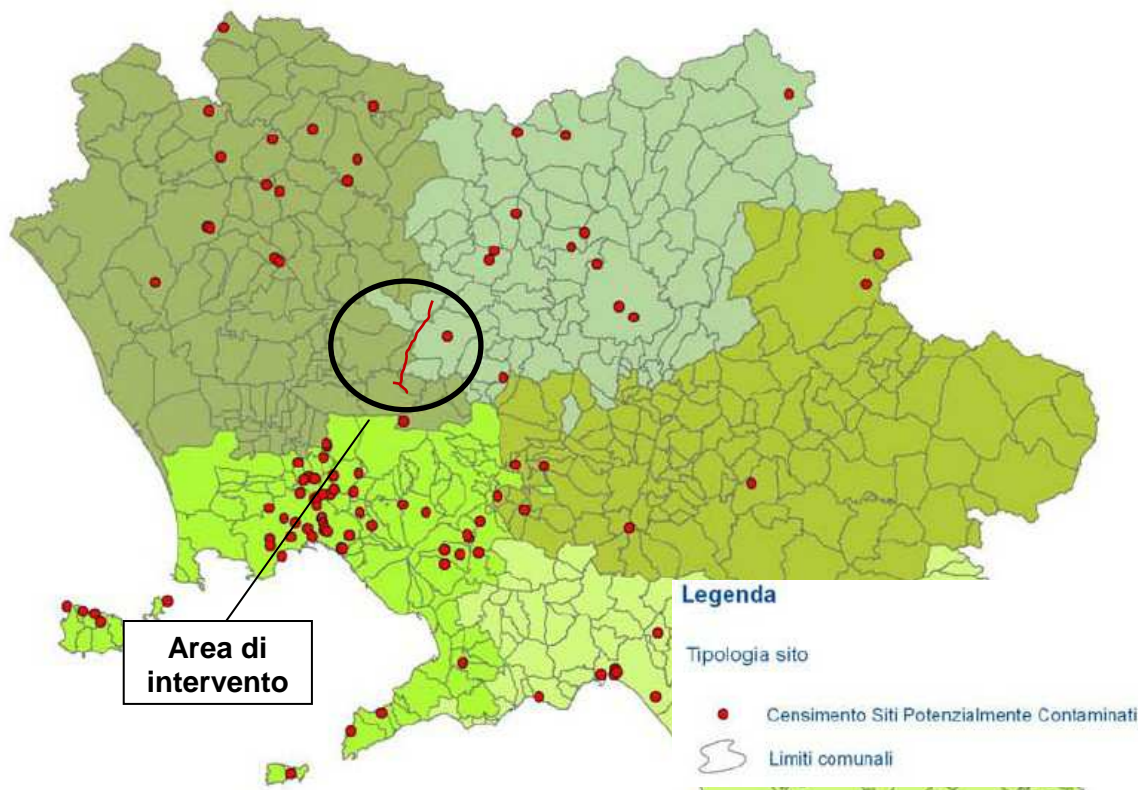 Area di
intervento
Legenda
Tipologia sito
Censimento Siti Potenzialmente Contaminati
Limiti comunali